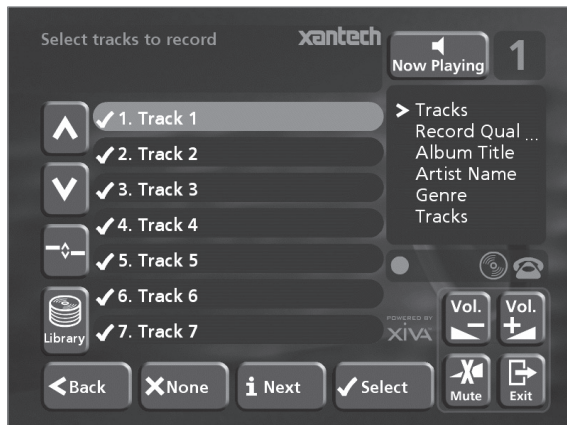 Select tracks to record
xantech
Now Playing
1
1. Track 1
2. Track 2
3. Track 3
4. Track 4
5. Track 5
6. Track 6
7. Track 7
> Tracks
Record Qual ...
Album Title
Artist Name
Genre
Tracks
Library
POWERED BY
XiVA
Vol.
Vol.
Back
None
i Next
Select
Mute
Exit